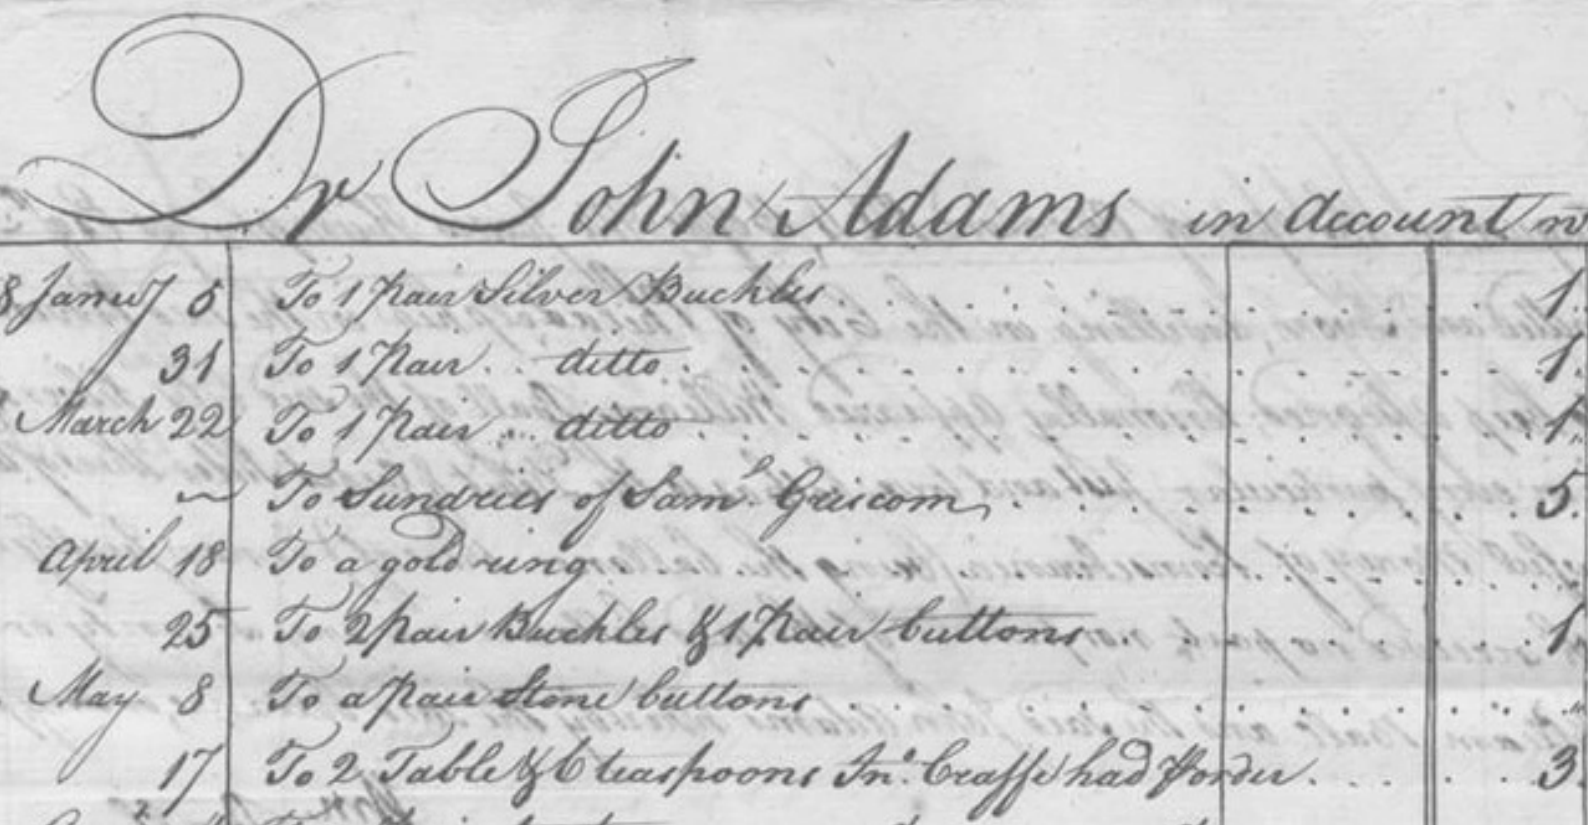 Dr John Adams in Account
8 Janury 5 To 1 pair Silver Buckles . . . . . . . 1
31 To 1 pair . . ditto . . . . . . . 1
March 22 To 1 pair . . ditto . . . . . . . 1
~ To Sundries of Saml. Griscom . . . . . . . 5
April 18 To a gold ring . . . . . . .
25 To 2 pair Buckles & 1 pair buttons 1
May 8 To a pair Stone buttons . . . . . . . "
17 To 2 Table & 6 teaspoons Jno. had order . . . . 3